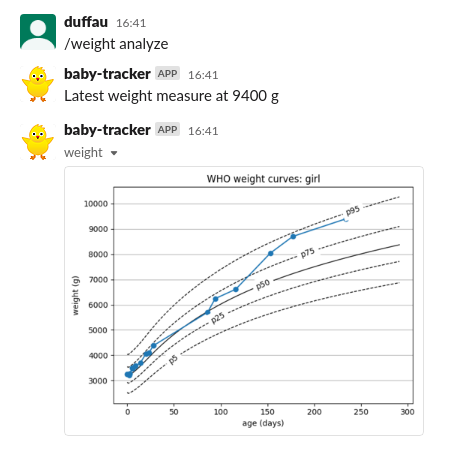 duffau 16:41
/weight analyze
baby-tracker APP 16:41
Latest weight measure at 9400 g
baby-tracker APP 16:41
weight
WHO weight curves: girl
10000
9000
8000
7000
6000
5000
4000
3000
weight (g)
p95
p75
p50
p25
p5
0 50 100 150 200 250 300
age (days)